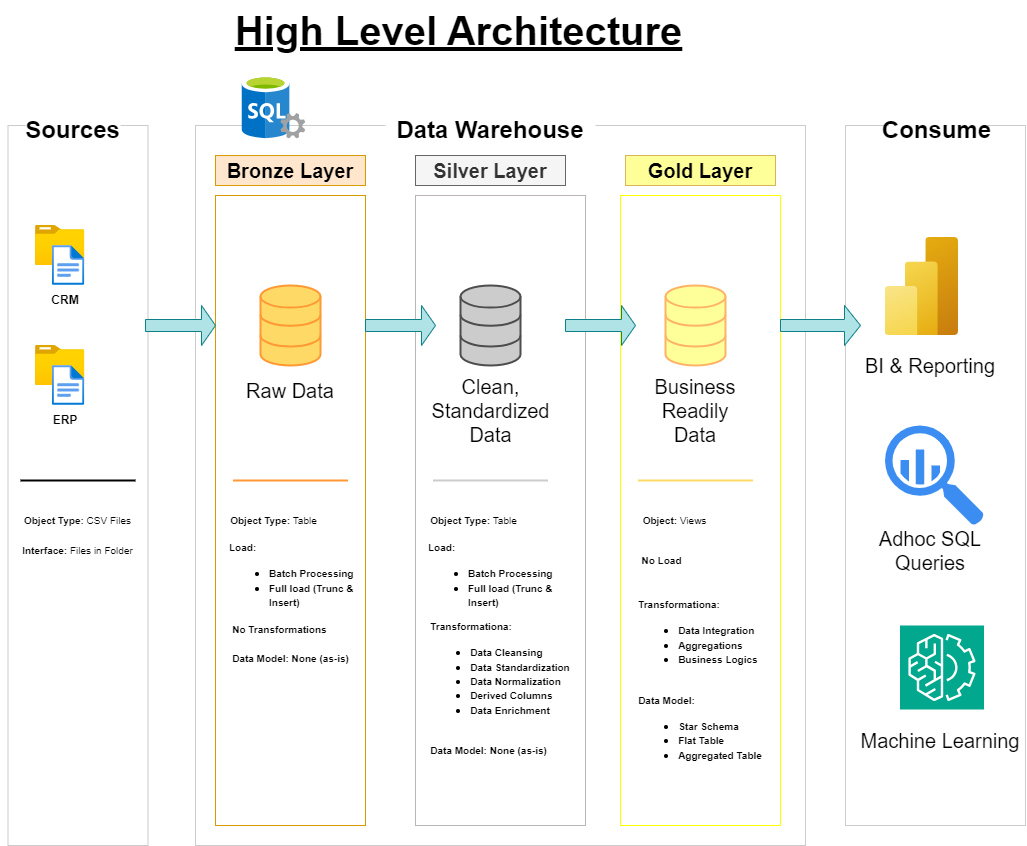 High Level Architecture
SQL
Sources
Data Warehouse
Consume
Bronze Layer
Silver Layer
Gold Layer
CRM
ERP
Raw Data
Clean,
Standardized
Data
Business
Readily
Data
BI & Reporting
Adhoc SQL
Queries
Machine Learning
Object Type: CSV Files
Interface: Files in Folder
Object Type: Table
Load:
• Batch Processing
• Full load (Trunc &
Insert)
No Transformations
Data Model: None (as-is)
Object Type: Table
Load:
• Batch Processing
• Full load (Trunc &
Insert)
Transformationa:
• Data Cleansing
• Data Standardization
• Data Normalization
• Derived Columns
• Data Enrichment
Data Model: None (as-is)
Object: Views
No Load
Transformationa:
• Data Integration
• Aggregations
• Business Logics
Data Model:
• Star Schema
• Flat Table
• Aggregated Table